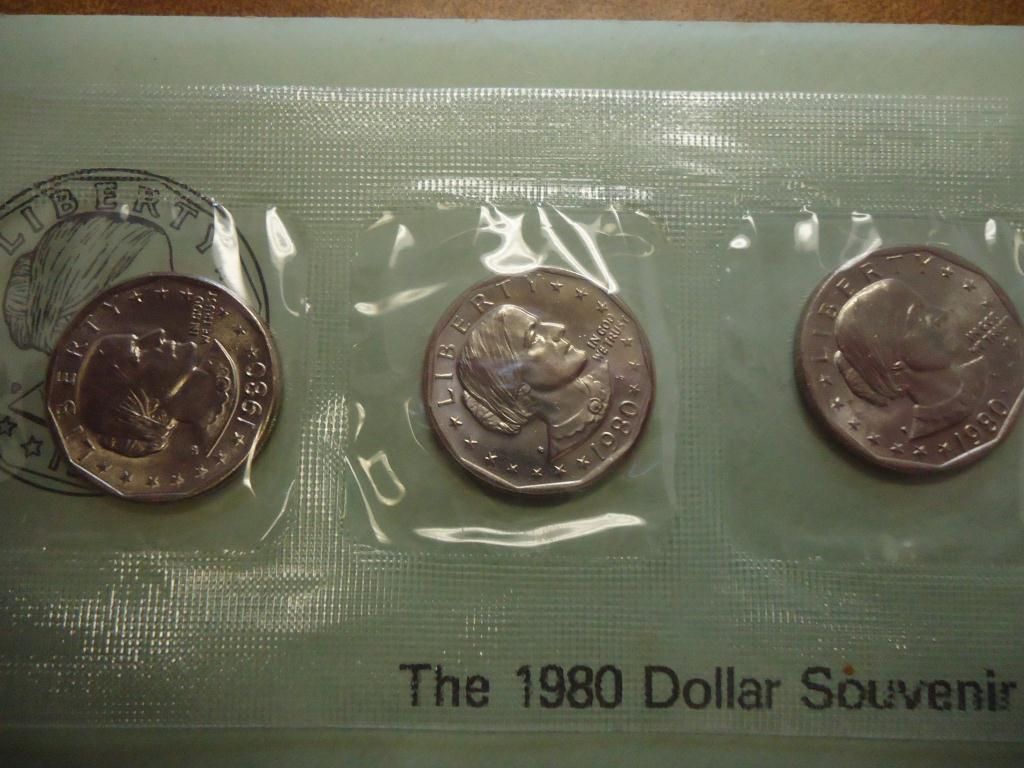 LIBERTY
LIBERTY
IN GOD
WE TRUST
1980
LIBERTY
IN GOD
WE TRUST
1980
LIBERTY
IN GOD
WE TRUST
1980
The 1980 Dollar Souvenir